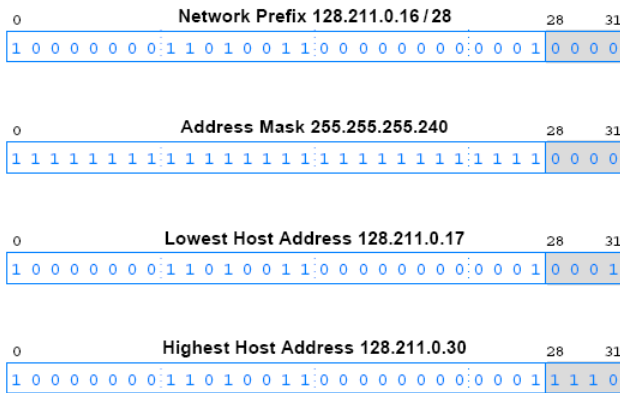 Network Prefix 128.211.0.16 / 28
0 28 31
1 0 0 0 0 0 0 0 1 1 0 1 0 0 1 1 0 0 0 0 0 0 0 0 0 0 0 1 0 0 0 0
Address Mask 255.255.255.240
0 28 31
1 1 1 1 1 1 1 1 1 1 1 1 1 1 1 1 1 1 1 1 1 1 1 1 1 1 1 1 0 0 0 0
Lowest Host Address 128.211.0.17
0 28 31
1 0 0 0 0 0 0 0 1 1 0 1 0 0 1 1 0 0 0 0 0 0 0 0 0 0 0 1 0 0 0 1
Highest Host Address 128.211.0.30
0 28 31
1 0 0 0 0 0 0 0 1 1 0 1 0 0 1 1 0 0 0 0 0 0 0 0 0 0 0 1 1 1 1 0